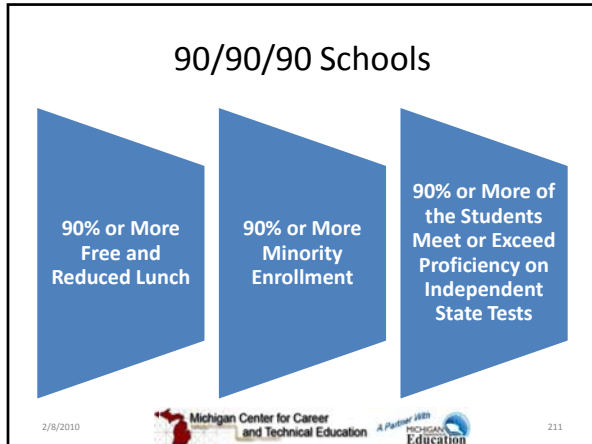 90/90/90 Schools
90% or More
Free and
Reduced Lunch
90% or More
Minority
Enrollment
90% or More of
the Students
Meet or Exceed
Proficiency on
Independent
State Tests
2/8/2010
Michigan Center for Career
and Technical Education
A Partner With
MICHIGAN
Education
211